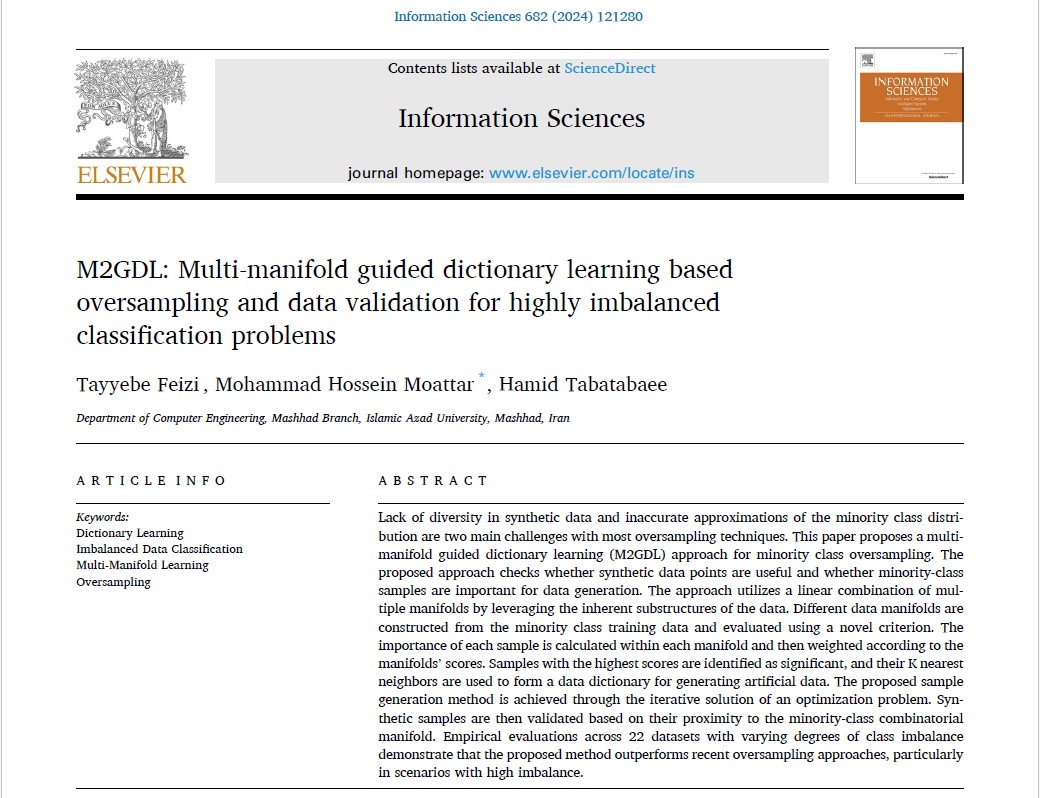 Information Sciences 682 (2024) 121280
Contents lists available at ScienceDirect
Information Sciences
journal homepage: www.elsevier.com/locate/ins
ELSEVIER
INFORMATION
SCIENCES
M2GDL: Multi-manifold guided dictionary learning based
oversampling and data validation for highly imbalanced
classification problems
Tayyebe Feizi, Mohammad Hossein Moattar *, Hamid Tabatabaee
Department of Computer Engineering, Mashhad Branch, Islamic Azad University, Mashhad, Iran
ARTICLE INFO
Keywords:
Dictionary Learning
Imbalanced Data Classification
Multi-Manifold Learning
Oversampling
ABSTRACT
Lack of diversity in synthetic data and inaccurate approximations of the minority class distri-
bution are two main challenges with most oversampling techniques. This paper proposes a multi-
manifold guided dictionary learning (M2GDL) approach for minority class oversampling. The
proposed approach checks whether synthetic data points are useful and whether minority-class
samples are important for data generation. The approach utilizes a linear combination of mul-
tiple manifolds by leveraging the inherent substructures of the data. Different data manifolds are
constructed from the minority class training data and evaluated using a novel criterion. The
importance of each sample is calculated within each manifold and then weighted according to the
manifolds' scores. Samples with the highest scores are identified as significant, and their K nearest
neighbors are used to form a data dictionary for generating artificial data. The proposed sample
generation method is achieved through the iterative solution of an optimization problem. Syn-
thetic samples are then validated based on their proximity to the minority-class combinatorial
manifold. Empirical evaluations across 22 datasets with varying degrees of class imbalance
demonstrate that the proposed method outperforms recent oversampling approaches, particularly
in scenarios with high imbalance.